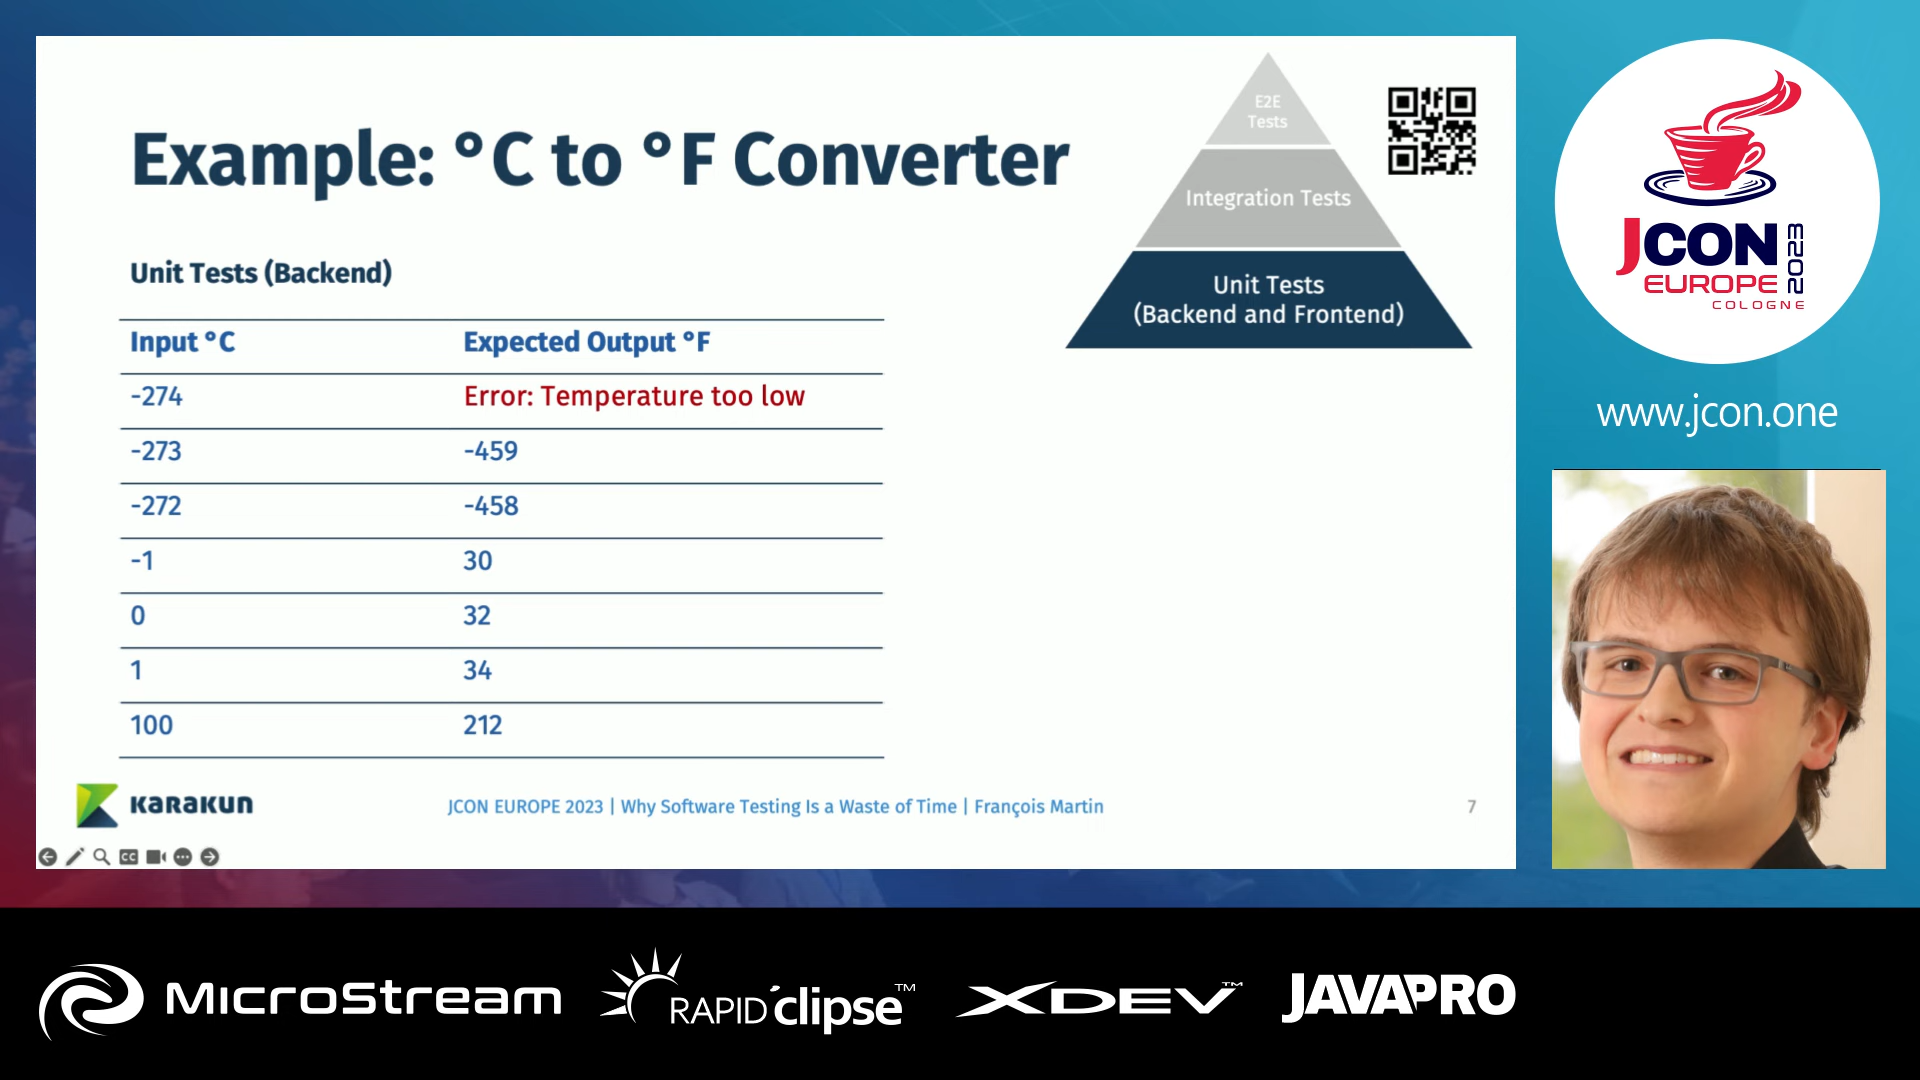 Example: °C to °F Converter
E2E
Tests
Integration Tests
Unit Tests
(Backend and Frontend)
Unit Tests (Backend)
Input °C Expected Output °F
-274 Error: Temperature too low
-273 -459
-272 -458
-1 30
0 32
1 34
100 212
KARAKUN
JCON EUROPE 2023 | Why Software Testing Is a Waste of Time | François Martin
7
CC
JCON
EUROPE
2023
COLOGNE
www.jcon.one
MicroStream
RAPID clipse™
XDEV™
JAVAPRO